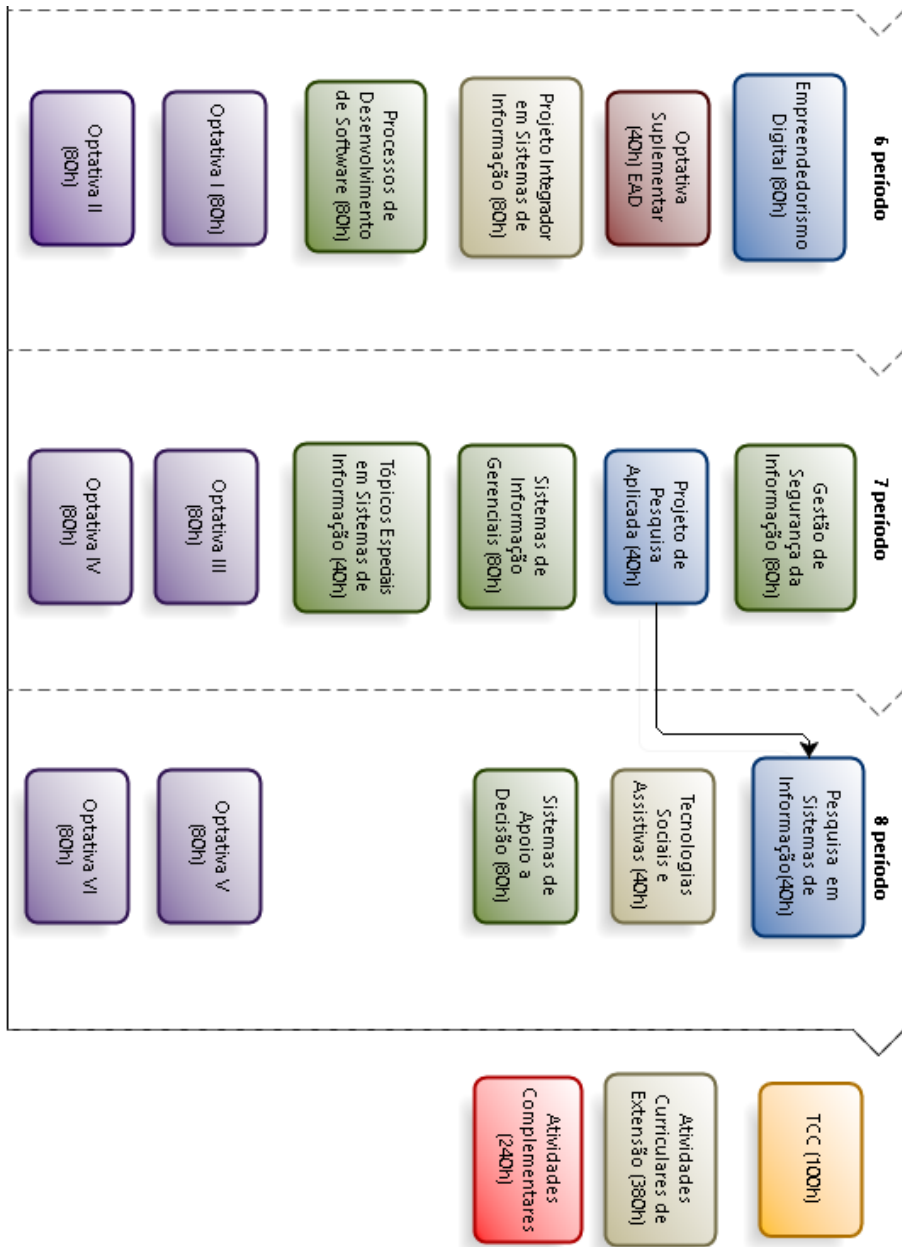 6 período
Empreendedorismo
Digital (80h)
Optativa
Suplementar
(40h) EAD
Projeto Integrador
em Sistemas de
Informação (80h)
Processos de
Desenvolvimento
de Software (80h)
Optativa I (80h)
Optativa II
(80h)
7 período
Gestão de
Segurança da
Informação (80h)
Projeto de
Pesquisa
Aplicada (40h)
Sistemas de
Informação
Gerenciais (80h)
Tópicos Especiais
em Sistemas de
Informação (40h)
Optativa III
(80h)
Optativa IV
(80h)
8 período
Pesquisa em
Sistemas de
Informação(40h)
Tecnologias
Sociais e
Assistivas (40h)
Sistemas de
Apoio a
Decisão (80h)
Optativa V
(80h)
Optativa VI
(80h)
TCC (100h)
Atividades
Curriculares de
Extensão (380h)
Atividades
Complementares
(240h)